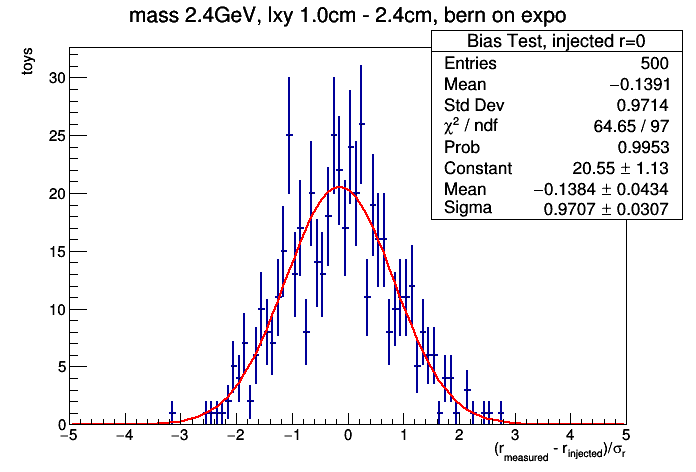 mass 2.4GeV, lxy 1.0cm - 2.4cm, bern on expo
toys
Bias Test, injected r=0
Entries 500
Mean −0.1391
Std Dev 0.9714
χ² / ndf 64.65 / 97
Prob 0.9953
Constant 20.55 ± 1.13
Mean −0.1384 ± 0.0434
Sigma 0.9707 ± 0.0307
30
25
20
15
10
5
0
−5 −4 −3 −2 −1 0 1 2 3 4 5
(r_measured - r_injected)/σ_r